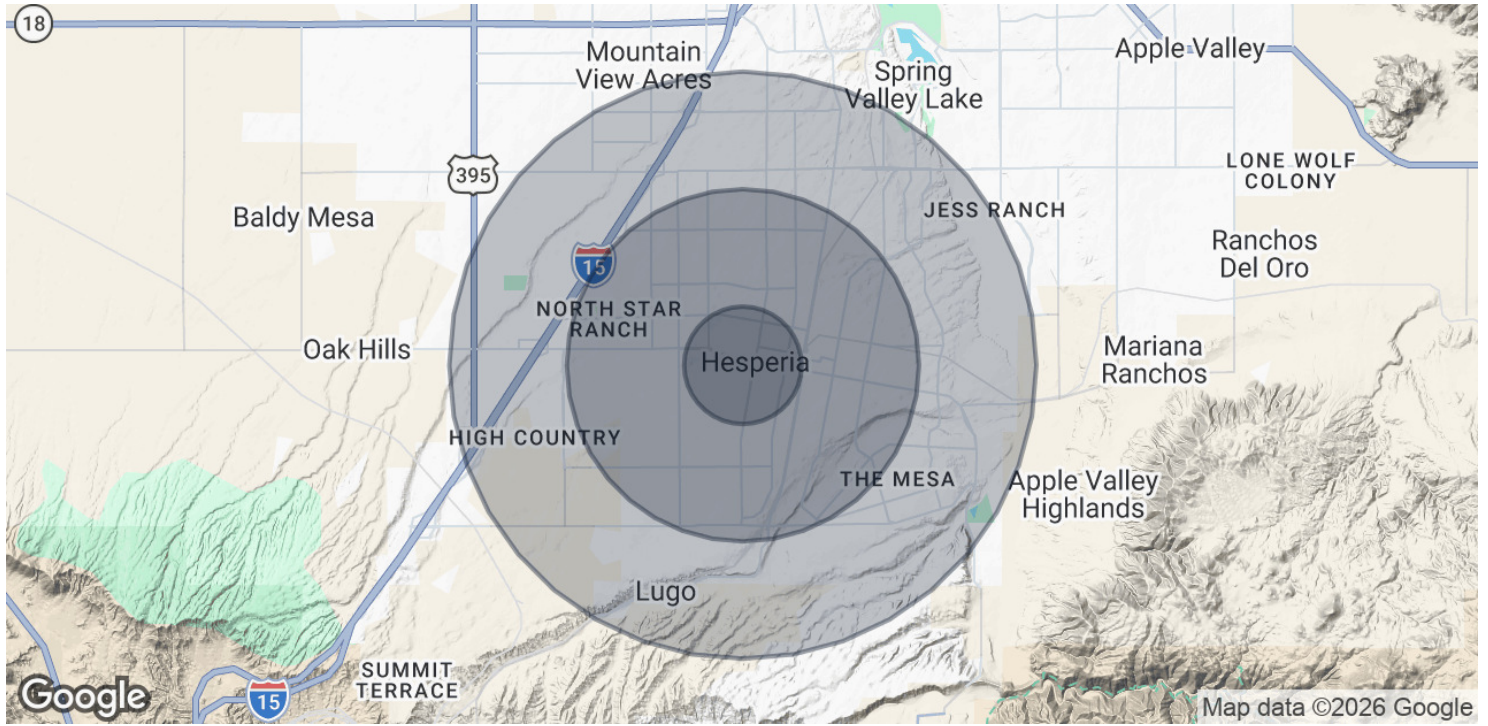 18
Mountain
View Acres
Spring
Valley Lake
Apple Valley
395
LONE WOLF
COLONY
Baldy Mesa
JESS RANCH
Ranchos
Del Oro
15
NORTH STAR
RANCH
Oak Hills
Hesperia
Mariana
Ranchos
HIGH COUNTRY
THE MESA
Apple Valley
Highlands
Lugo
SUMMIT
TERRACE
Google
15
Map data ©2026 Google